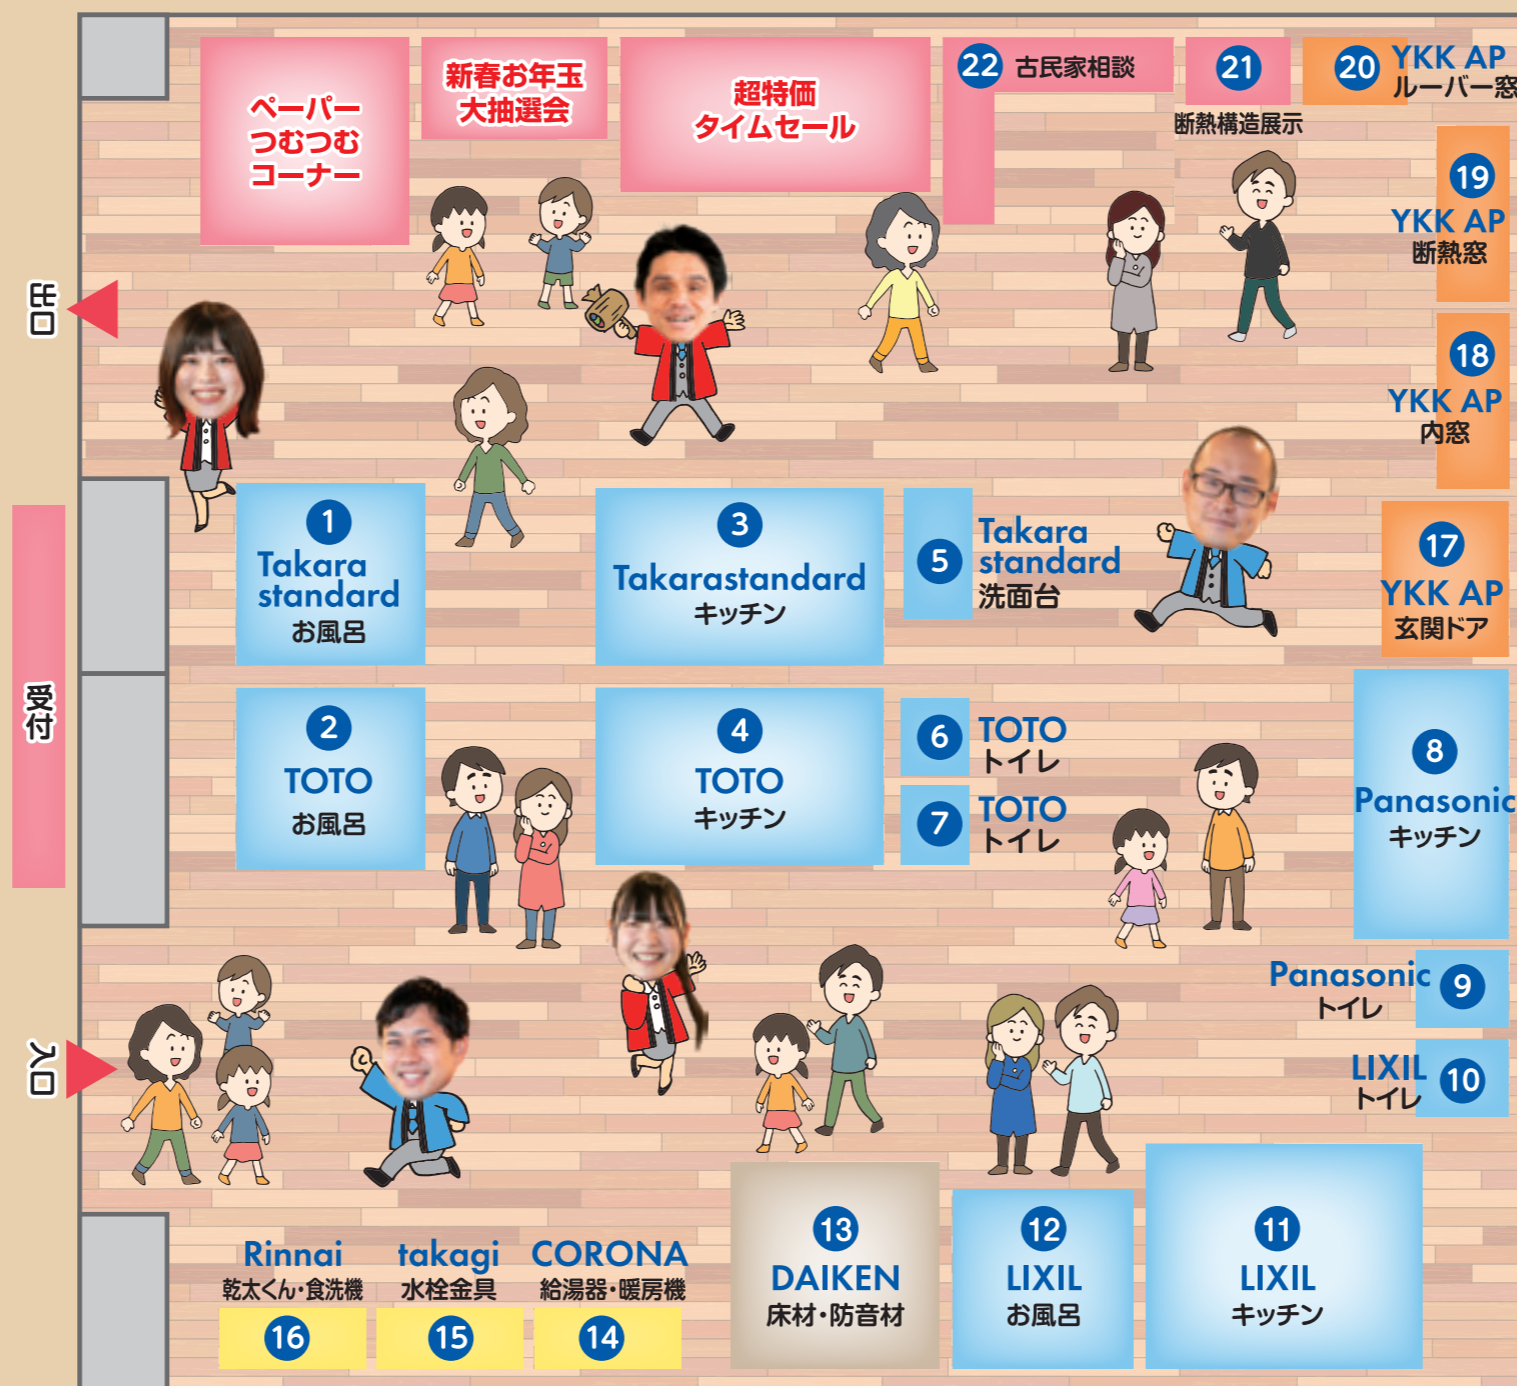 ペーパー
つむつむ
コーナー
新春お年玉
大抽選会
超特価
タイムセール
22 古民家相談
21
断熱構造展示
20 YKK AP
ルーバー窓
19
YKK AP
断熱窓
18
YKK AP
内窓
17
YKK AP
玄関ドア
出口
受付
入口
1
Takara
standard
お風呂
3
Takarastandard
キッチン
5
Takara
standard
洗面台
2
TOTO
お風呂
4
TOTO
キッチン
6 TOTO
トイレ
7 TOTO
トイレ
8
Panasonic
キッチン
Panasonic 9
トイレ
LIXIL 10
トイレ
Rinnai
乾太くん・食洗機
16
takagi
水栓金具
15
CORONA
給湯器・暖房機
14
13
DAIKEN
床材・防音材
12
LIXIL
お風呂
11
LIXIL
キッチン